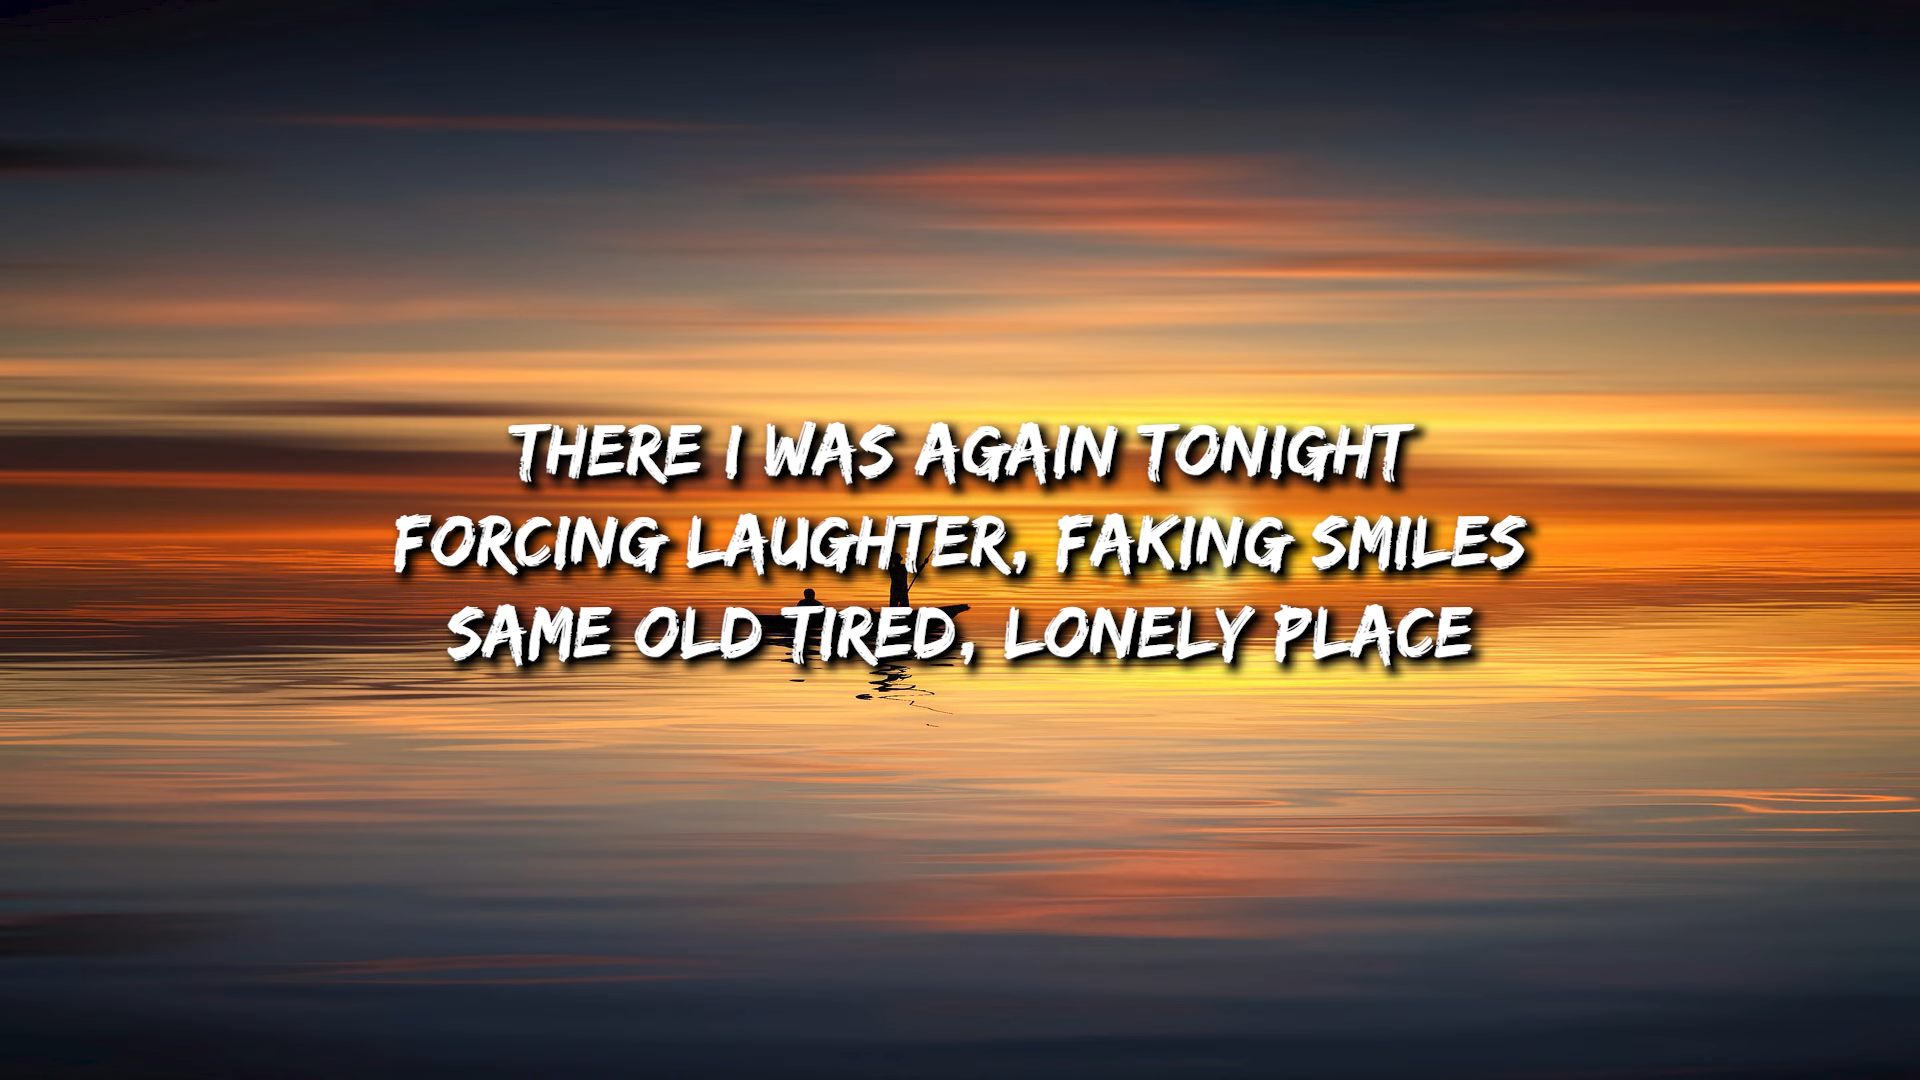 THERE I WAS AGAIN TONIGHT
FORCING LAUGHTER, FAKING SMILES
SAME OLD TIRED, LONELY PLACE